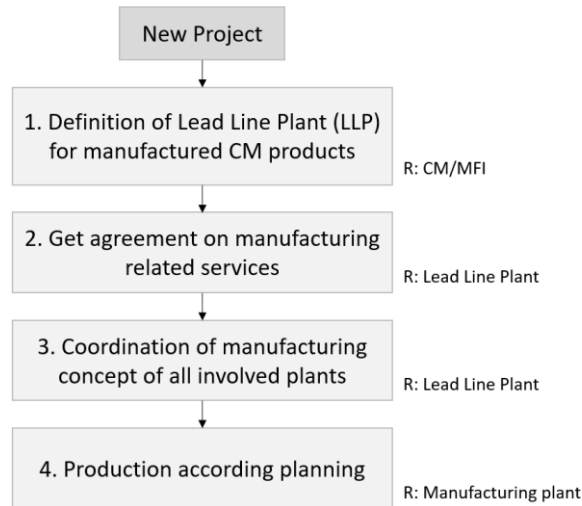 New Project
1. Definition of Lead Line Plant (LLP)
for manufactured CM products
R: CM/MFI
2. Get agreement on manufacturing
related services
R: Lead Line Plant
3. Coordination of manufacturing
concept of all involved plants
R: Lead Line Plant
4. Production according planning
R: Manufacturing plant